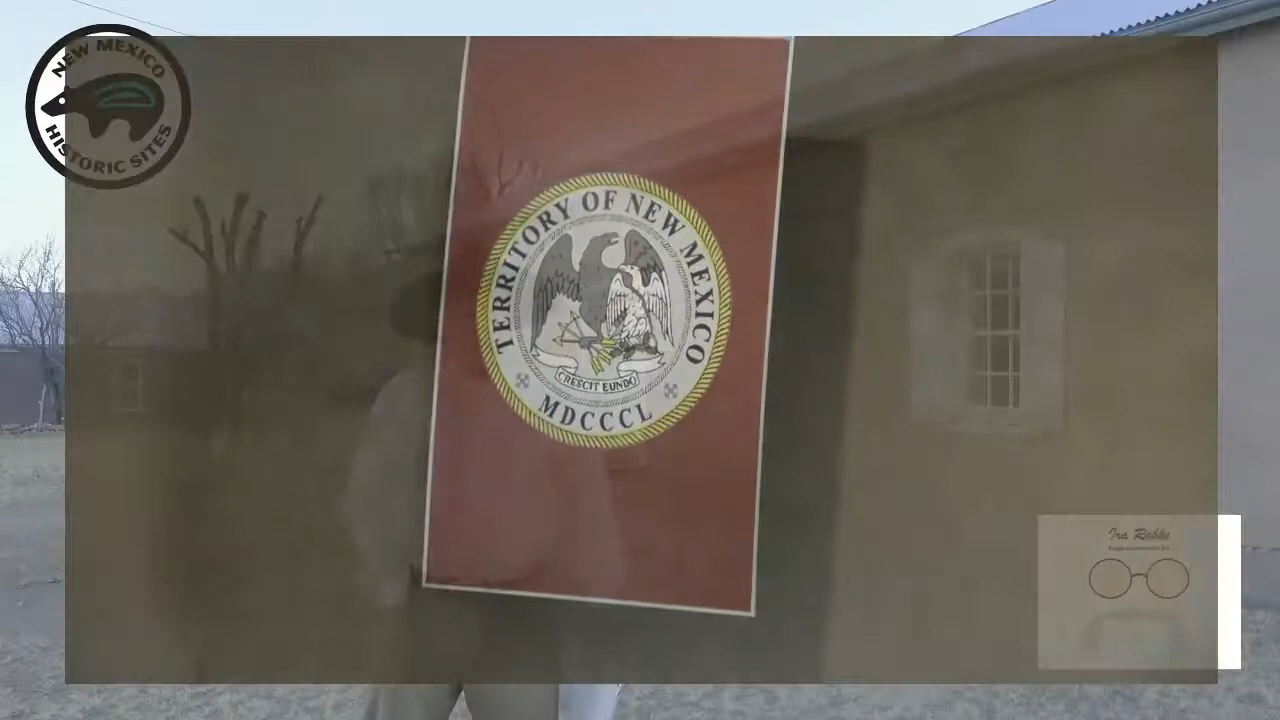 NEW MEXICO
HISTORIC SITES
TERRITORY OF NEW MEXICO
CRESCIT EUNDO
MDCCCL
Ira Rabke